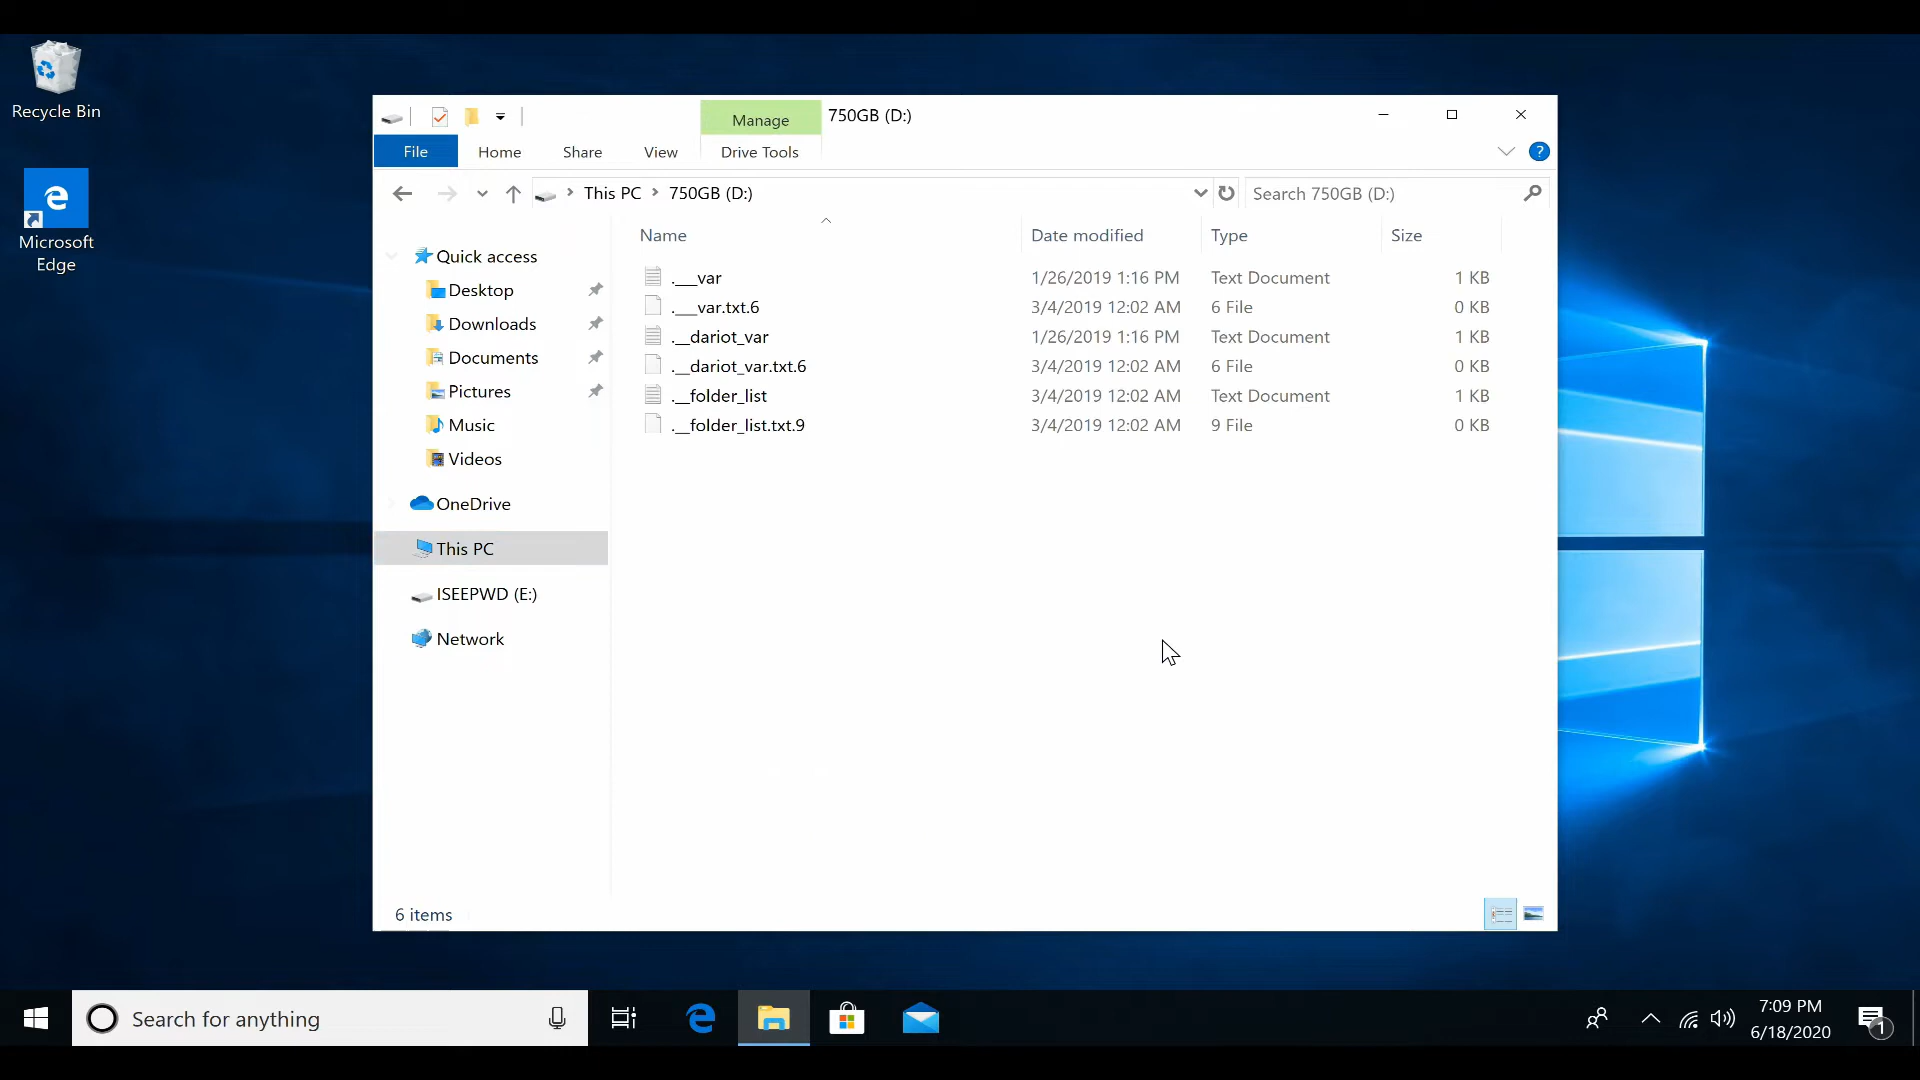 Recycle Bin
Microsoft
Edge
Manage
750GB (D:)
File
Home
Share
View
Drive Tools
?
This PC
750GB (D:)
Search 750GB (D:)
Name
Date modified
Type
Size
Quick access
Desktop
Downloads
Documents
Pictures
Music
Videos
OneDrive
This PC
ISEEPWD (E:)
Network
.___var 1/26/2019 1:16 PM Text Document 1 KB
.___var.txt.6 3/4/2019 12:02 AM 6 File 0 KB
.__dariot_var 1/26/2019 1:16 PM Text Document 1 KB
.__dariot_var.txt.6 3/4/2019 12:02 AM 6 File 0 KB
.__folder_list 3/4/2019 12:02 AM Text Document 1 KB
.__folder_list.txt.9 3/4/2019 12:02 AM 9 File 0 KB
6 items
Search for anything
7:09 PM
6/18/2020
1